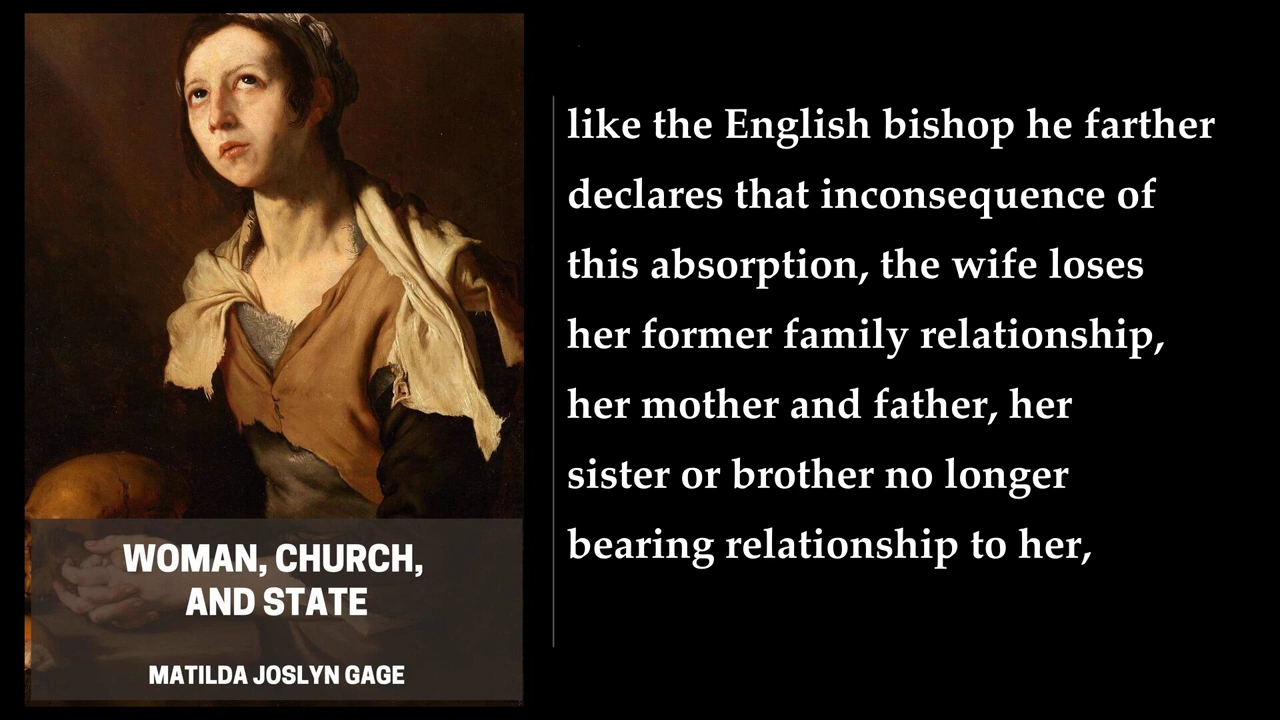 like the English bishop he farther
declares that inconsequence of
this absorption, the wife loses
her former family relationship,
her mother and father, her
sister or brother no longer
bearing relationship to her,
WOMAN, CHURCH,
AND STATE
MATILDA JOSLYN GAGE